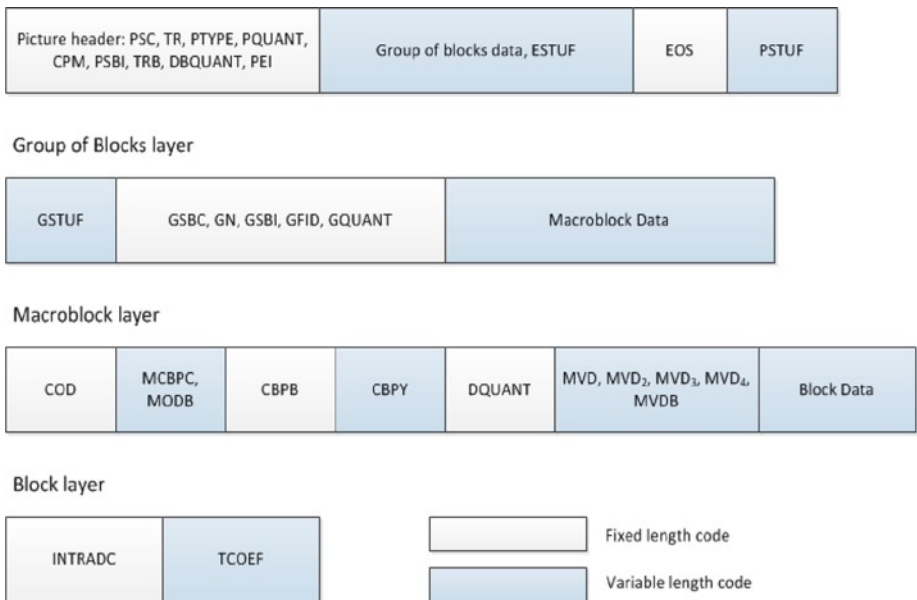 Picture header: PSC, TR, PTYPE, PQUANT,
CPM, PSBI, TRB, DBQUANT, PEI
Group of blocks data, ESTUF
EOS
PSTUF
Group of Blocks layer
GSTUF
GSBC, GN, GSBI, GFID, GQUANT
Macroblock Data
Macroblock layer
COD
MCBPC,
MODB
CBPB
CBPY
DQUANT
MVD, MVD₂, MVD₃, MVD₄,
MVDB
Block Data
Block layer
INTRADC
TCOEF
Fixed length code
Variable length code